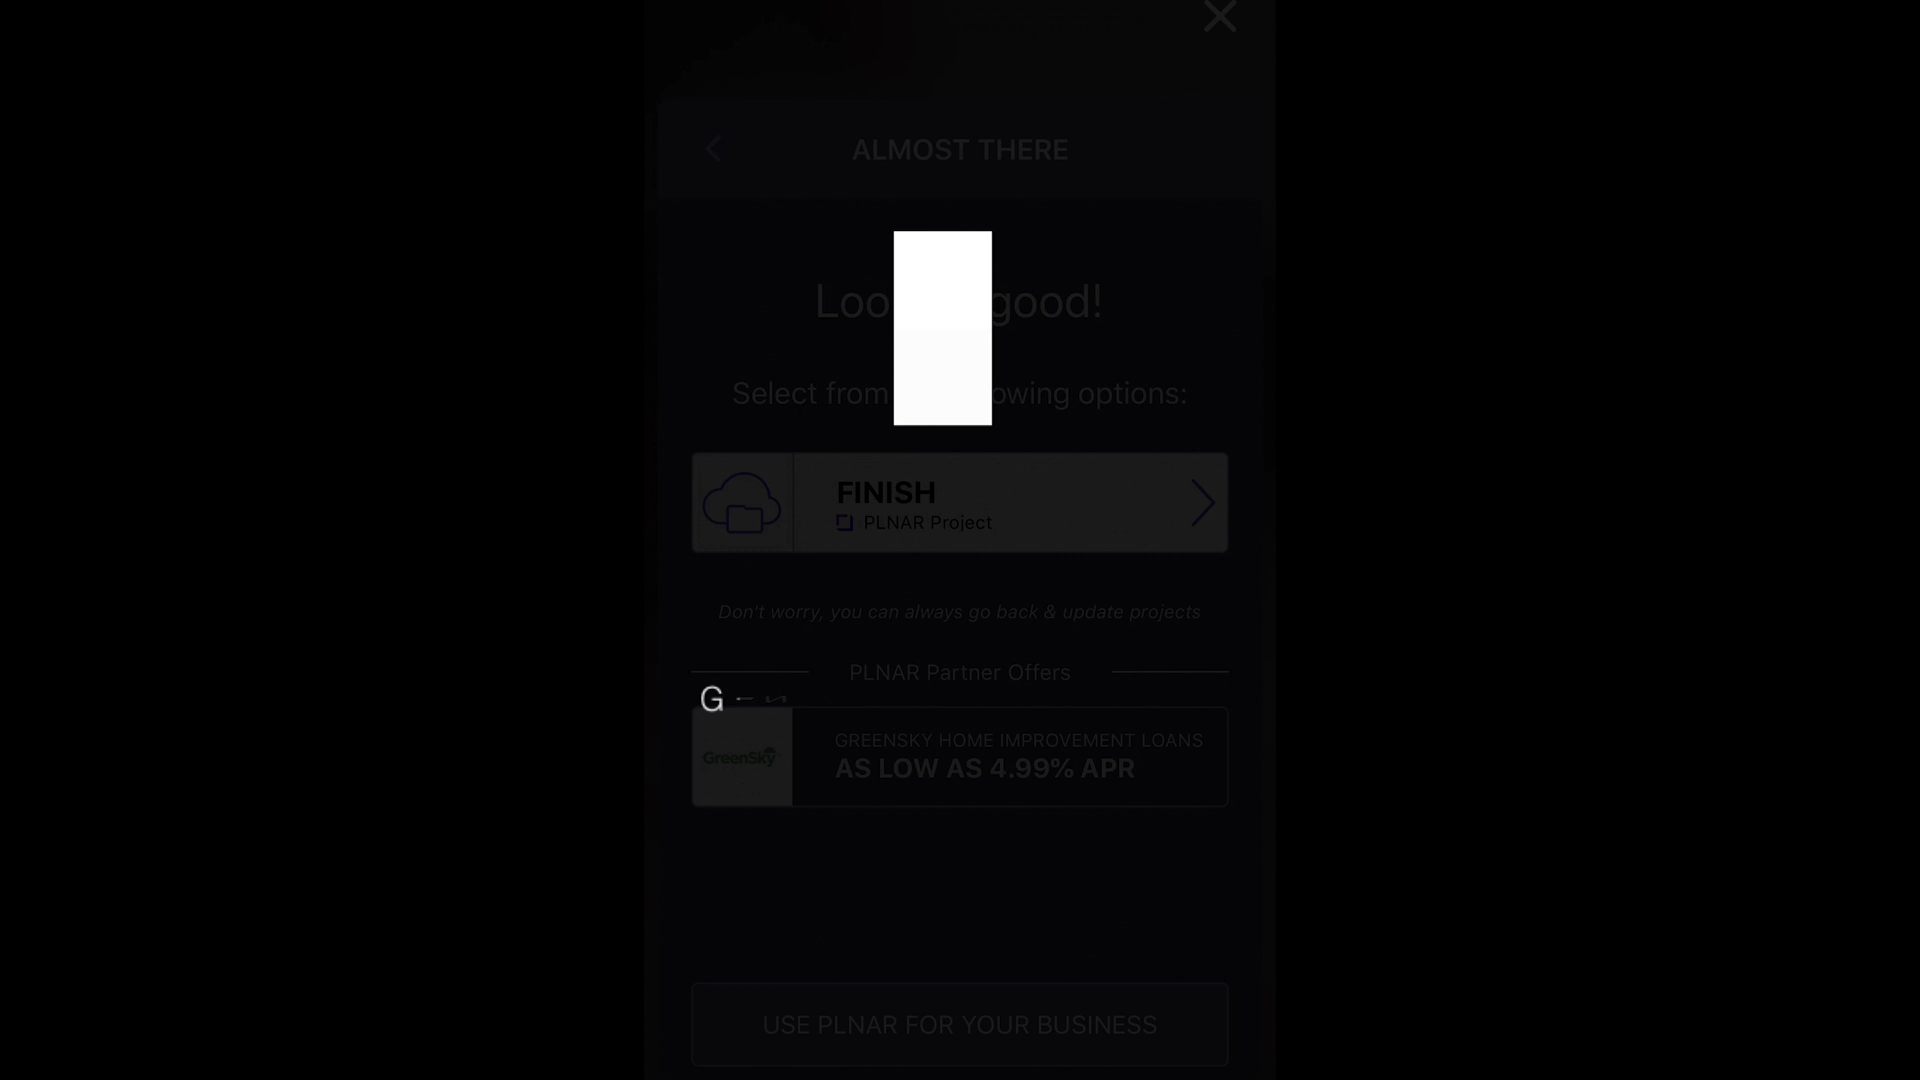 ALMOST THERE
Loo good!
Select from owing options:
FINISH
PLNAR Project
Don't worry, you can always go back & update projects
PLNAR Partner Offers
G
GreenSky
GREENSKY HOME IMPROVEMENT LOANS
AS LOW AS 4.99% APR
USE PLNAR FOR YOUR BUSINESS